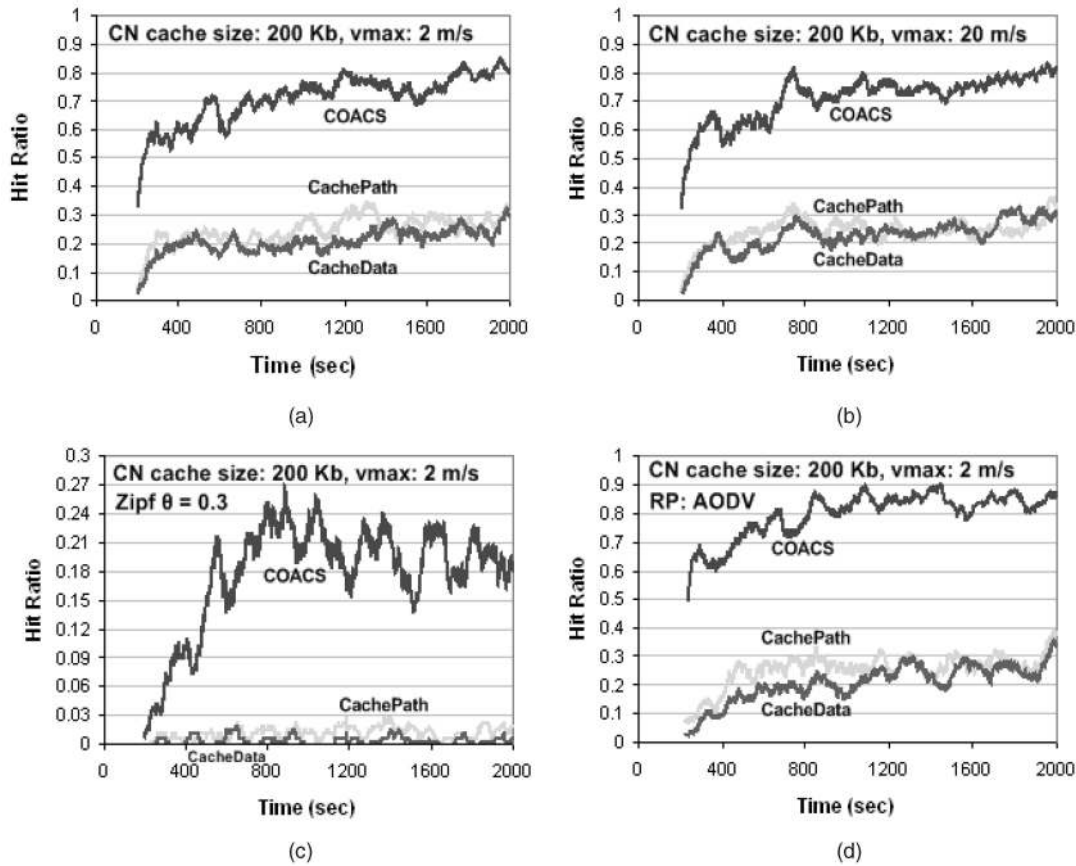 CN cache size: 200 Kb, vmax: 2 m/s
1
0.9
0.8
0.7
0.6
0.5
0.4
0.3
0.2
0.1
0
Hit Ratio
COACS
CachePath
CacheData
0 400 800 1200 1600 2000
Time (sec)
(a)
CN cache size: 200 Kb, vmax: 20 m/s
1
0.9
0.8
0.7
0.6
0.5
0.4
0.3
0.2
0.1
0
Hit Ratio
COACS
CachePath
CacheData
0 400 800 1200 1600 2000
Time (sec)
(b)
CN cache size: 200 Kb, vmax: 2 m/s
Zipf θ = 0.3
0.3
0.27
0.24
0.21
0.18
0.15
0.12
0.09
0.06
0.03
0
Hit Ratio
COACS
CachePath
CacheData
0 400 800 1200 1600 2000
Time (sec)
(c)
CN cache size: 200 Kb, vmax: 2 m/s
RP: AODV
1
0.9
0.8
0.7
0.6
0.5
0.4
0.3
0.2
0.1
0
Hit Ratio
COACS
CachePath
CacheData
0 400 800 1200 1600 2000
Time (sec)
(d)